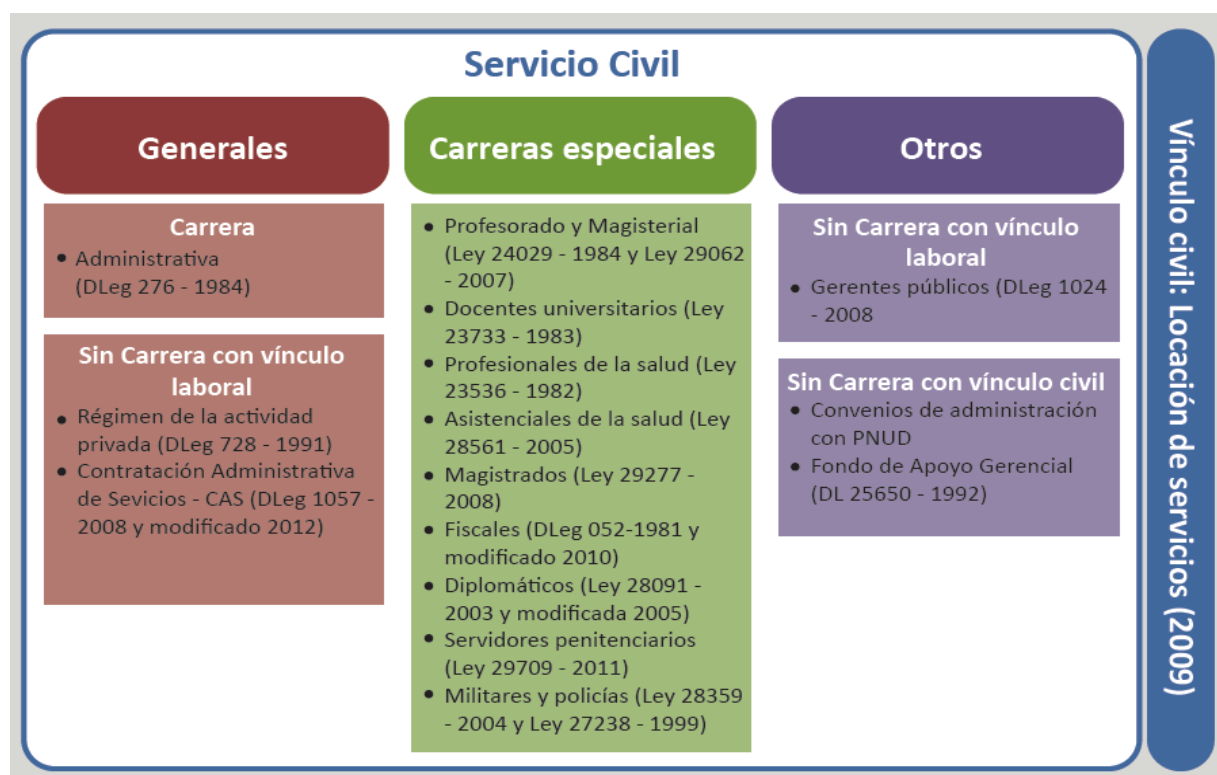 Servicio Civil
Generales
Carrera
• Administrativa
(DLeg 276 - 1984)
Sin Carrera con vínculo
laboral
• Régimen de la actividad
privada (DLeg 728 - 1991)
• Contratación Administrativa
de Sevicios - CAS (DLeg 1057 -
2008 y modificado 2012)
Carreras especiales
• Profesorado y Magisterial
(Ley 24029 - 1984 y Ley 29062
- 2007)
• Docentes universitarios (Ley
23733 - 1983)
• Profesionales de la salud (Ley
23536 - 1982)
• Asistenciales de la salud (Ley
28561 - 2005)
• Magistrados (Ley 29277 -
2008)
• Fiscales (DLeg 052-1981 y
modificado 2010)
• Diplomáticos (Ley 28091 -
2003 y modificada 2005)
• Servidores penitenciarios
(Ley 29709 - 2011)
• Militares y policías (Ley 28359
- 2004 y Ley 27238 - 1999)
Otros
Sin Carrera con vínculo
laboral
• Gerentes públicos (DLeg 1024
- 2008
Sin Carrera con vínculo civil
• Convenios de administración
con PNUD
• Fondo de Apoyo Gerencial
(DL 25650 - 1992)
Vínculo civil: Locación de servicios (2009)